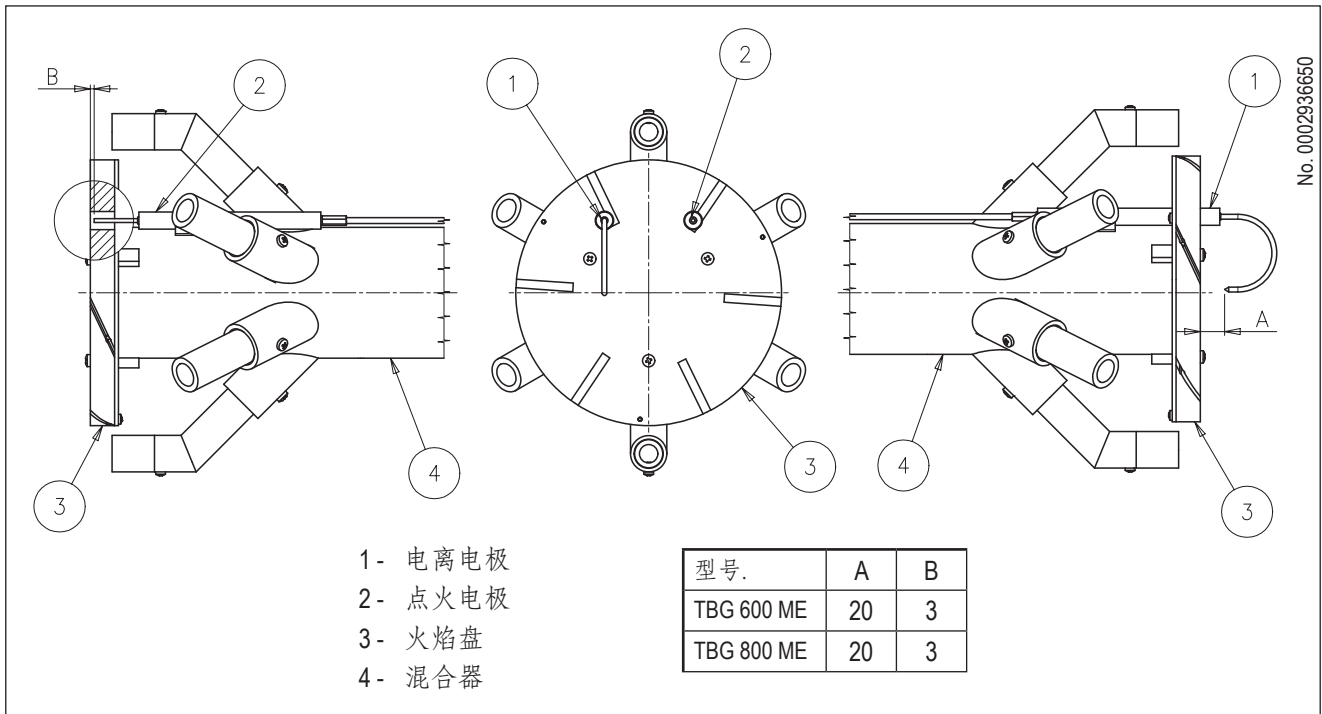 B
2
1
2
1
A
3
4
3
4
3
No. 0002936650
1 - 电离电极
2 - 点火电极
3 - 火焰盘
4 - 混合器
型号. A B
TBG 600 ME 20 3
TBG 800 ME 20 3